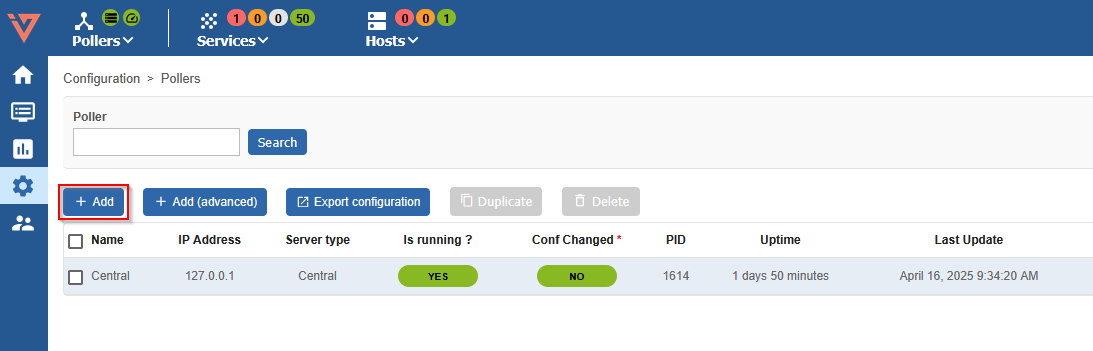 1 0 0 50 0 0 1
Pollers Services Hosts
Configuration > Pollers
Poller
Search
+ Add + Add (advanced) Export configuration Duplicate Delete
Name IP Address Server type Is running ? Conf Changed * PID Uptime Last Update
Central 127.0.0.1 Central YES NO 1614 1 days 50 minutes April 16, 2025 9:34:20 AM